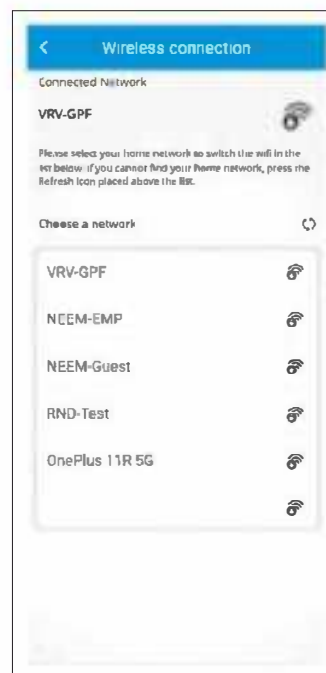 Wireless connection
Connected Network
VRV-GPF
Please select your home network to switch the wifi in the
list below. If you cannot find your home network, press the
Refresh Icon placed above the list.
Choose a network
VRV-GPF
NEEM-EMP
NEEM-Guest
RND-Test
OnePlus 11R 5G